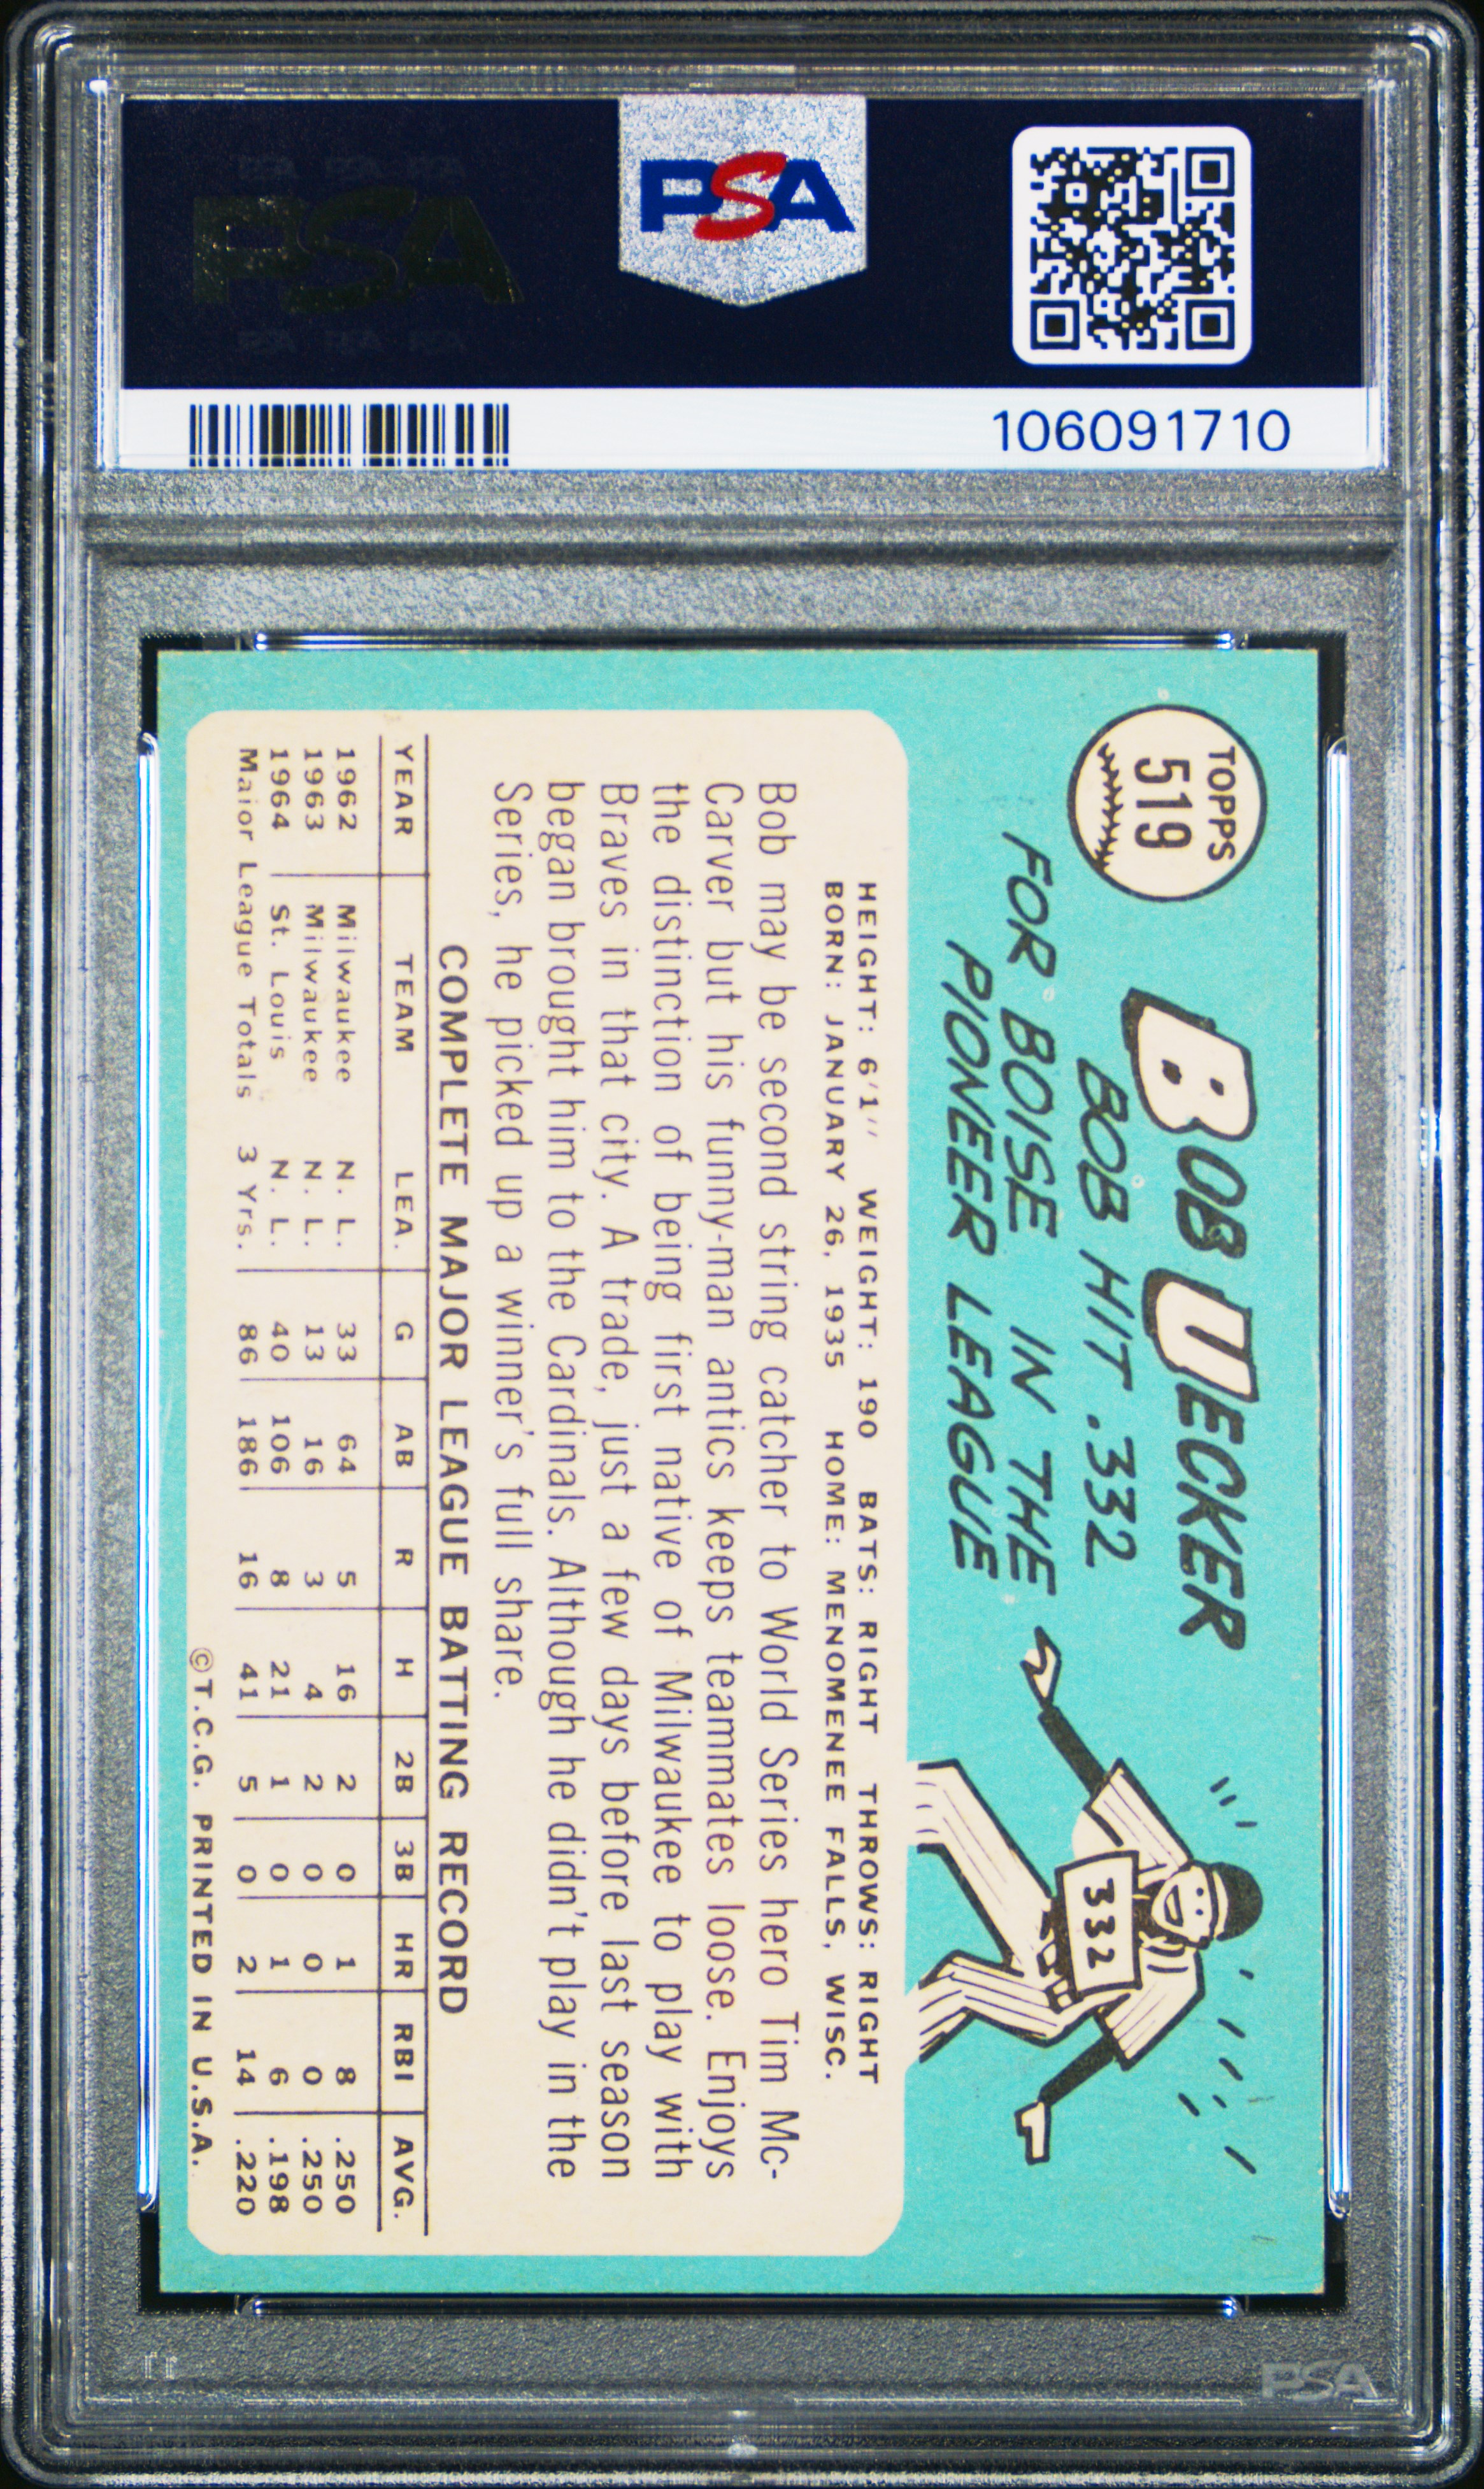 PSA
PSA
106091710
TOPPS
519
BOB UECKER
BOB HIT .332
FOR BOISE IN THE
PIONEER LEAGUE
332
HEIGHT: 6'1" WEIGHT: 190 BATS: RIGHT THROWS: RIGHT
BORN: JANUARY 26, 1935 HOME: MENOMENEE FALLS, WISC.
Bob may be second string catcher to World Series hero Tim Mc-
Carver but his funny-man antics keeps teammates loose. Enjoys
the distinction of being first native of Milwaukee to play with
Braves in that city. A trade, just a few days before last season
began brought him to the Cardinals. Although he didn't play in the
Series, he picked up a winner's full share.
COMPLETE MAJOR LEAGUE BATTING RECORD
YEAR TEAM LEA. G AB R H 2B 3B HR RBI AVG.
1962 Milwaukee N. L. 33 64 5 16 2 0 1 8 .250
1963 Milwaukee N. L. 13 16 3 4 2 0 0 0 .250
1964 St. Louis N. L. 40 106 8 21 1 0 1 6 .198
Major League Totals 3 Yrs. 86 186 16 41 5 0 2 14 .220
©T.C.G. PRINTED IN U.S.A.
PSA